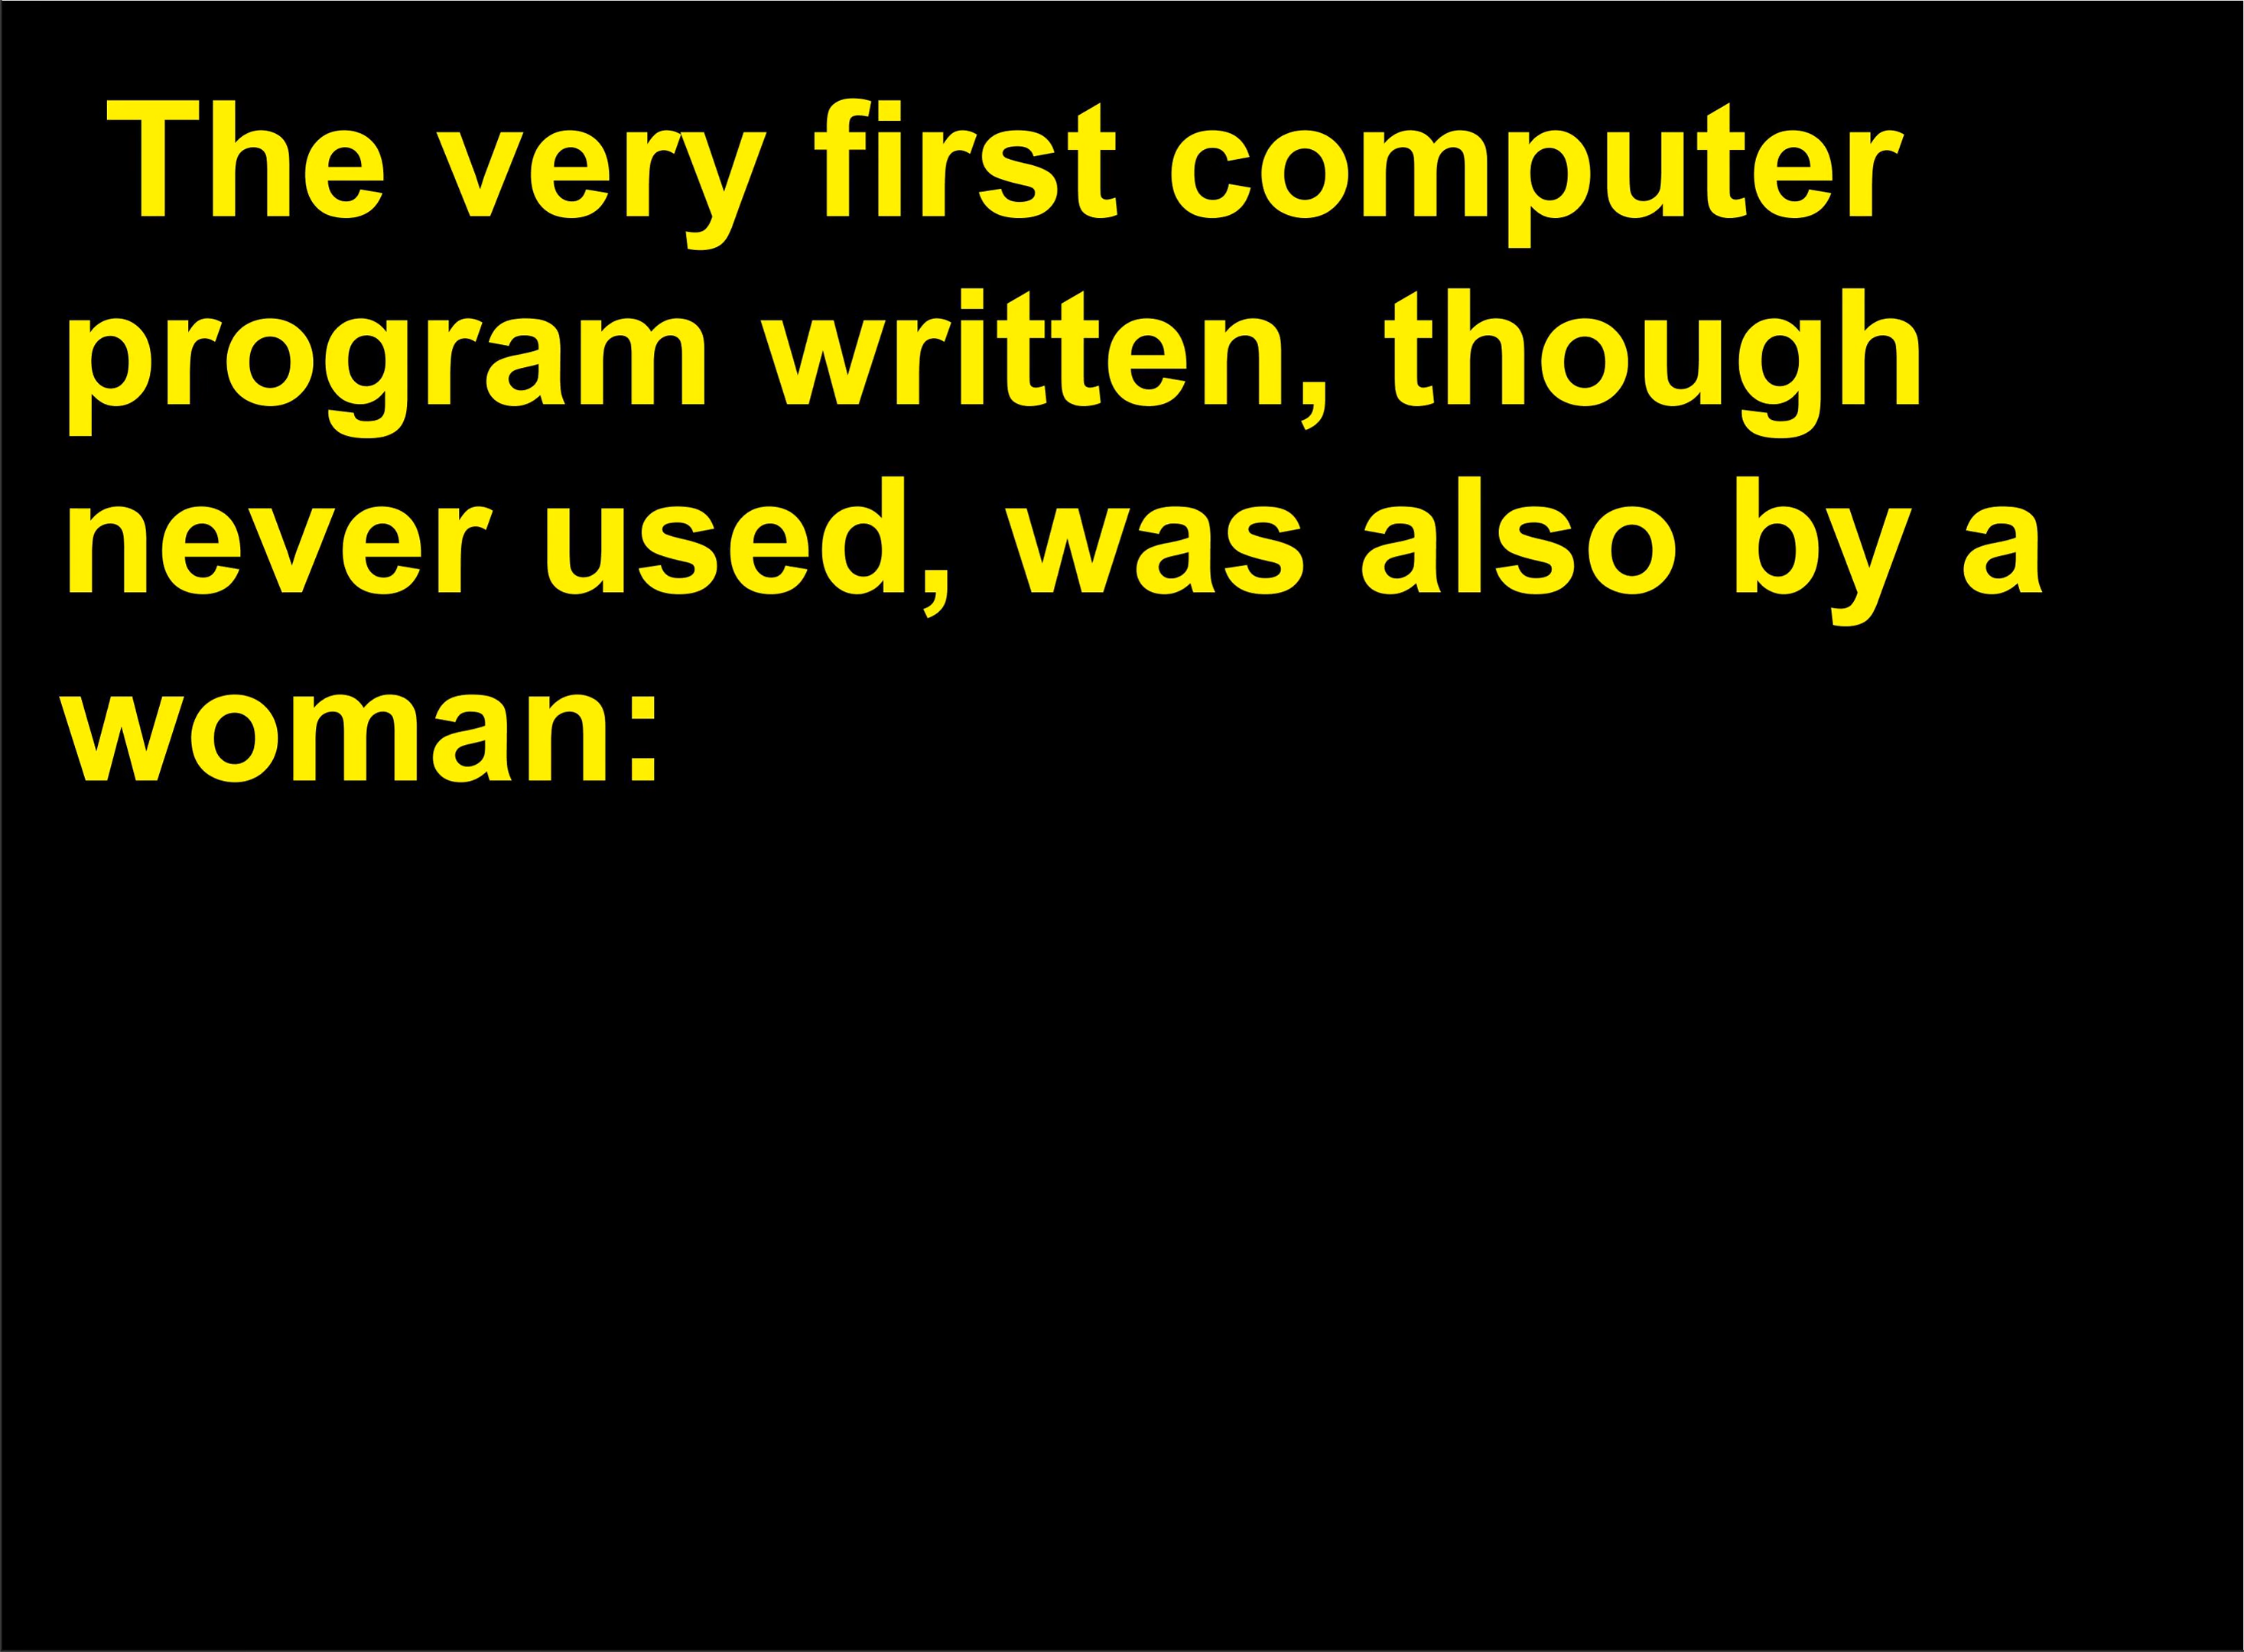 The very first computer
program written, though
never used, was also by a
woman: